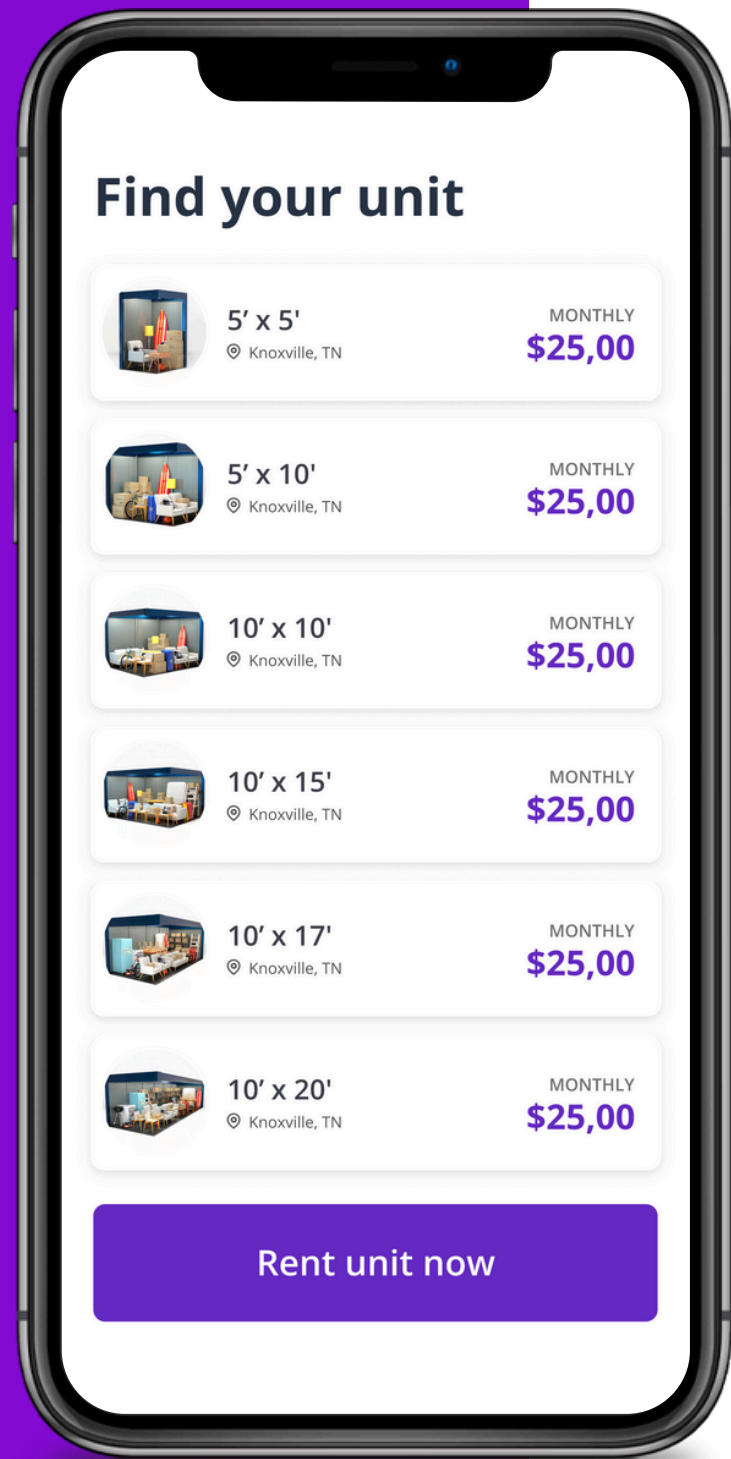 Find your unit
5’ x 5'
Knoxville, TN
MONTHLY
$25,00
5’ x 10'
Knoxville, TN
MONTHLY
$25,00
10’ x 10'
Knoxville, TN
MONTHLY
$25,00
10’ x 15'
Knoxville, TN
MONTHLY
$25,00
10’ x 17'
Knoxville, TN
MONTHLY
$25,00
10’ x 20'
Knoxville, TN
MONTHLY
$25,00
Rent unit now